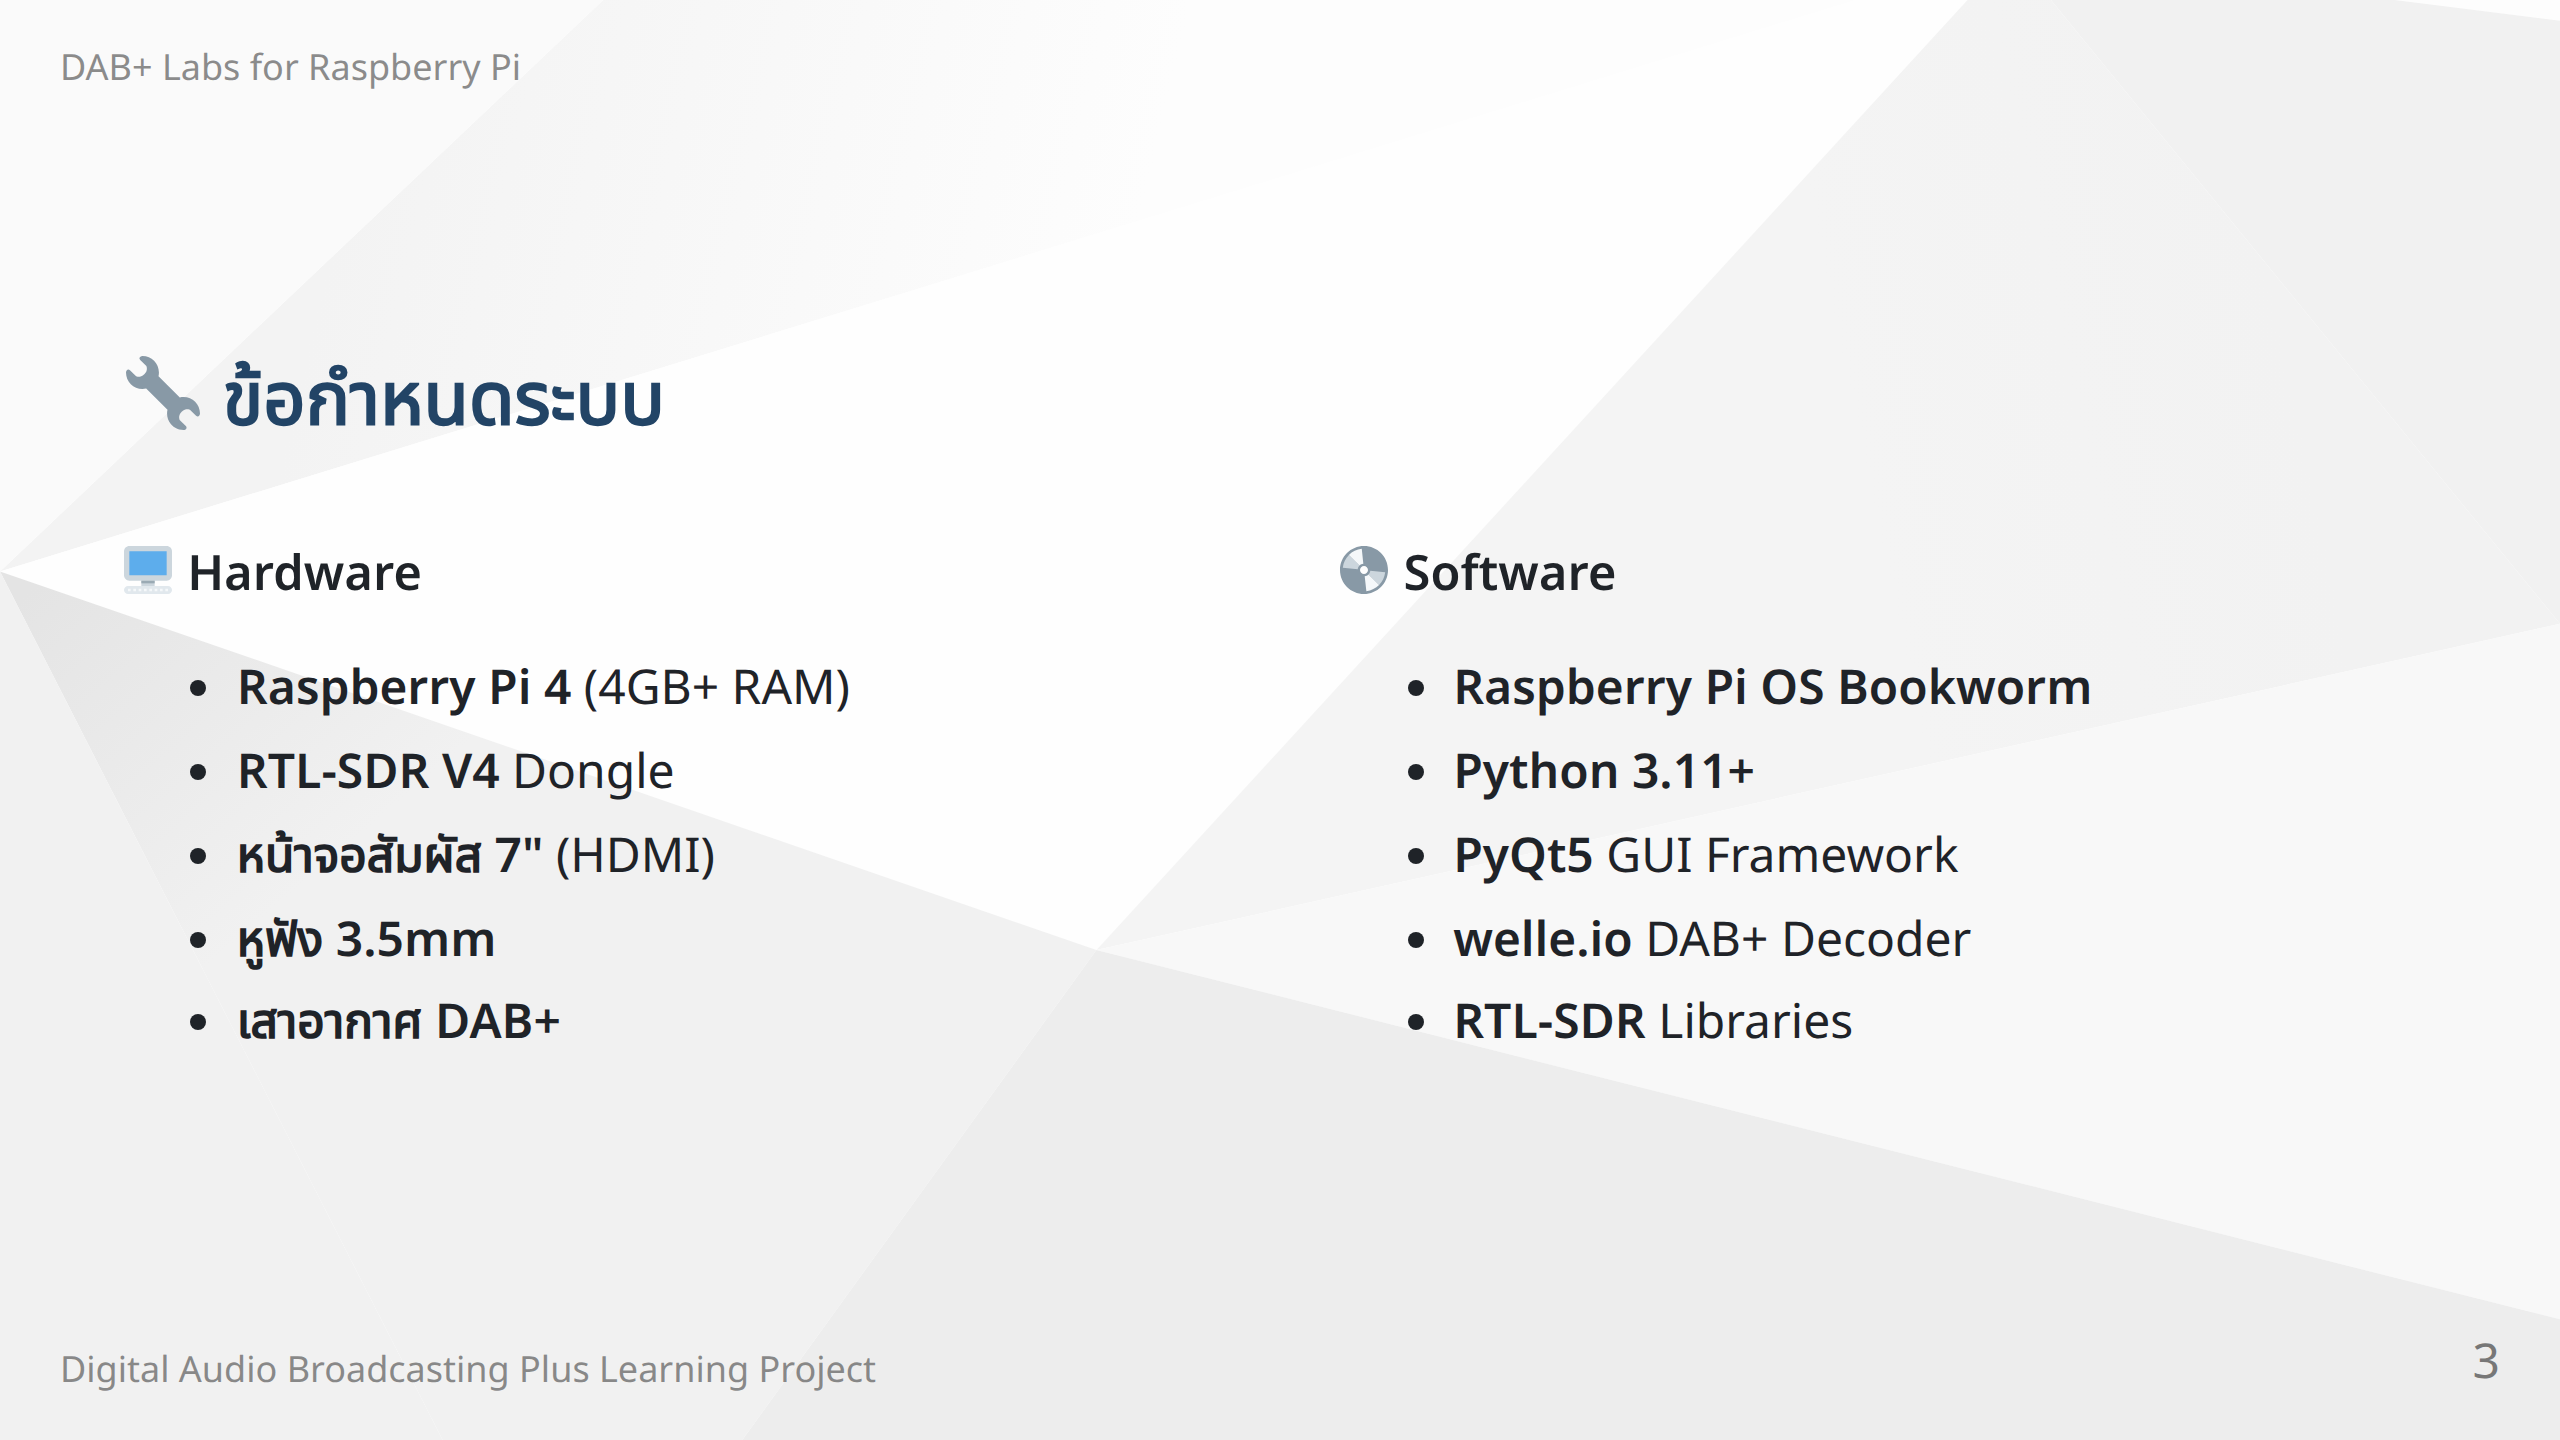 DAB+ Labs for Raspberry Pi
ข้อกำหนดระบบ
Hardware
Raspberry Pi 4 (4GB+ RAM)
RTL-SDR V4 Dongle
หน้าจอสัมผัส 7" (HDMI)
หูฟัง 3.5mm
เสาอากาศ DAB+
Software
Raspberry Pi OS Bookworm
Python 3.11+
PyQt5 GUI Framework
welle.io DAB+ Decoder
RTL-SDR Libraries
Digital Audio Broadcasting Plus Learning Project
3